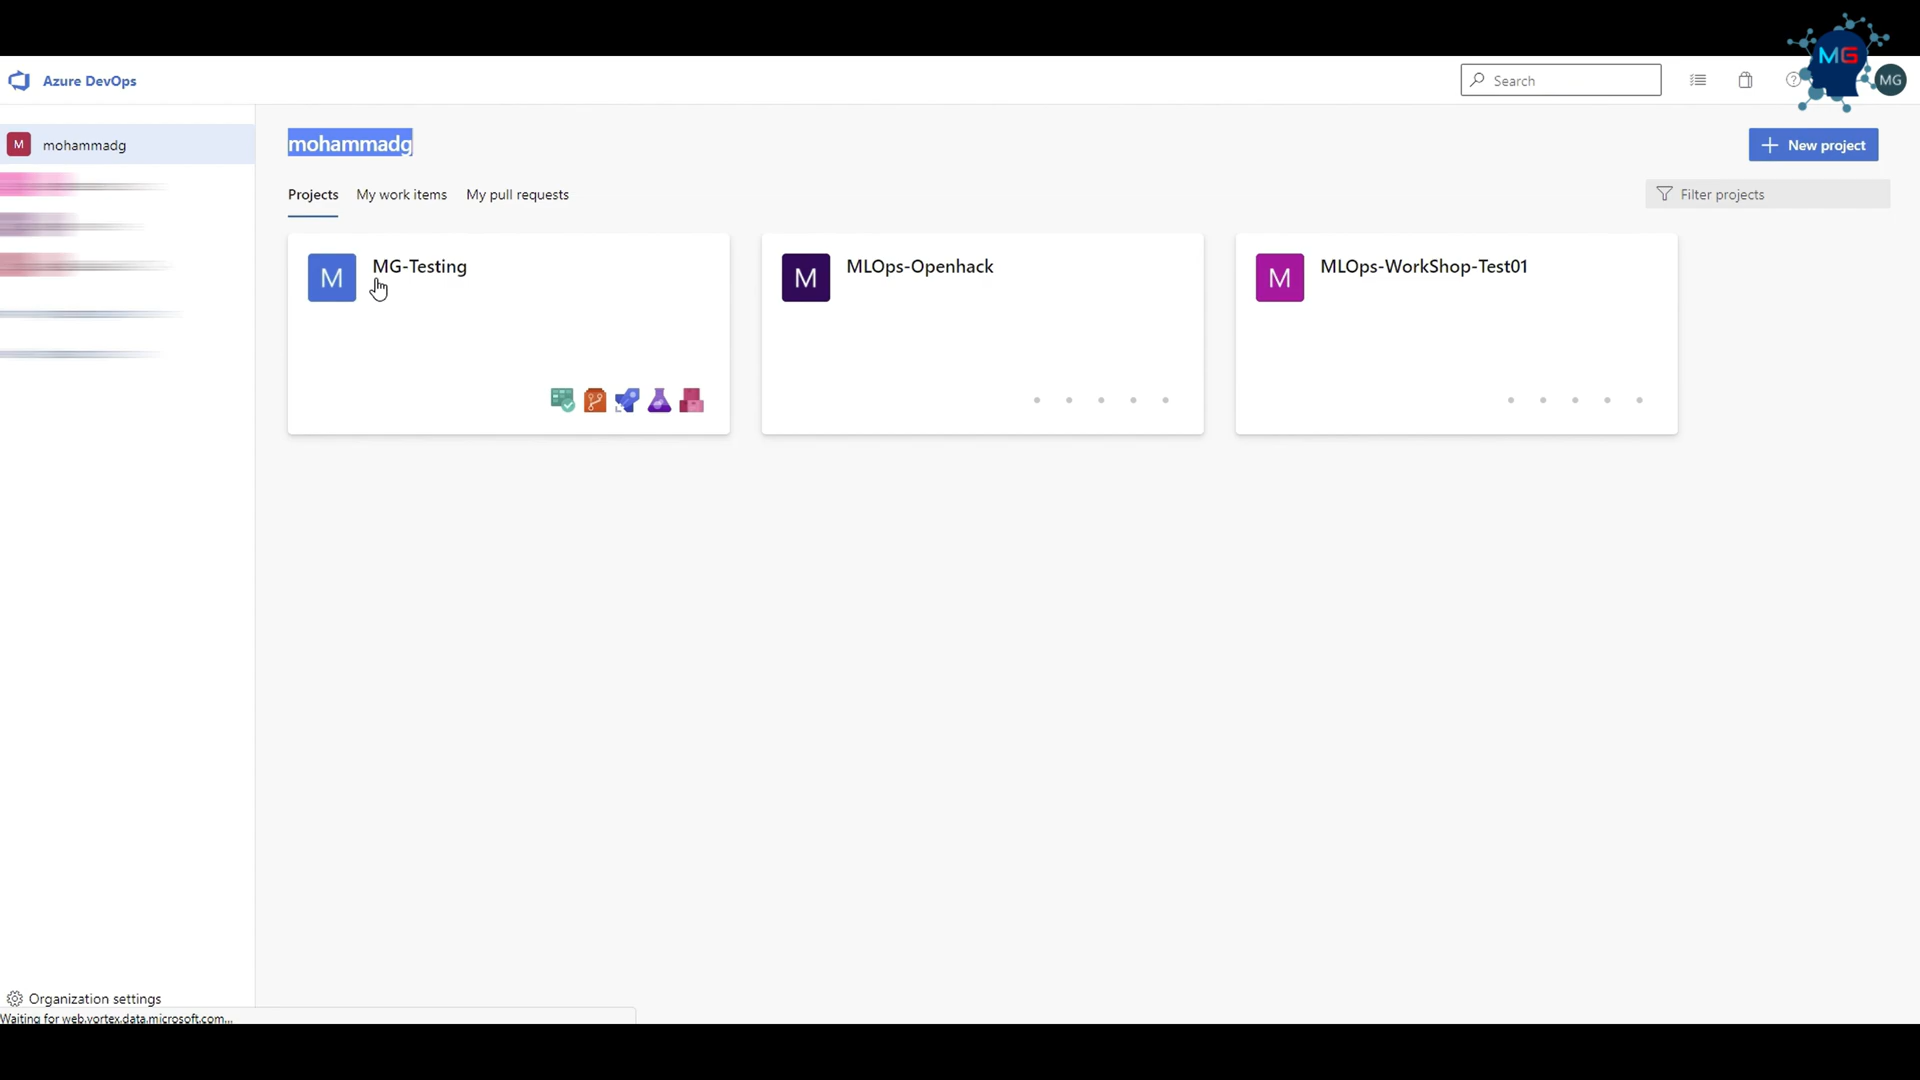 Azure DevOps
Search
MG
MG
M mohammadg
mohammadg
New project
Projects My work items My pull requests
Filter projects
M MG-Testing
M MLOps-Openhack
M MLOps-WorkShop-Test01
Organization settings
Waiting for web.vortex.data.microsoft.com...